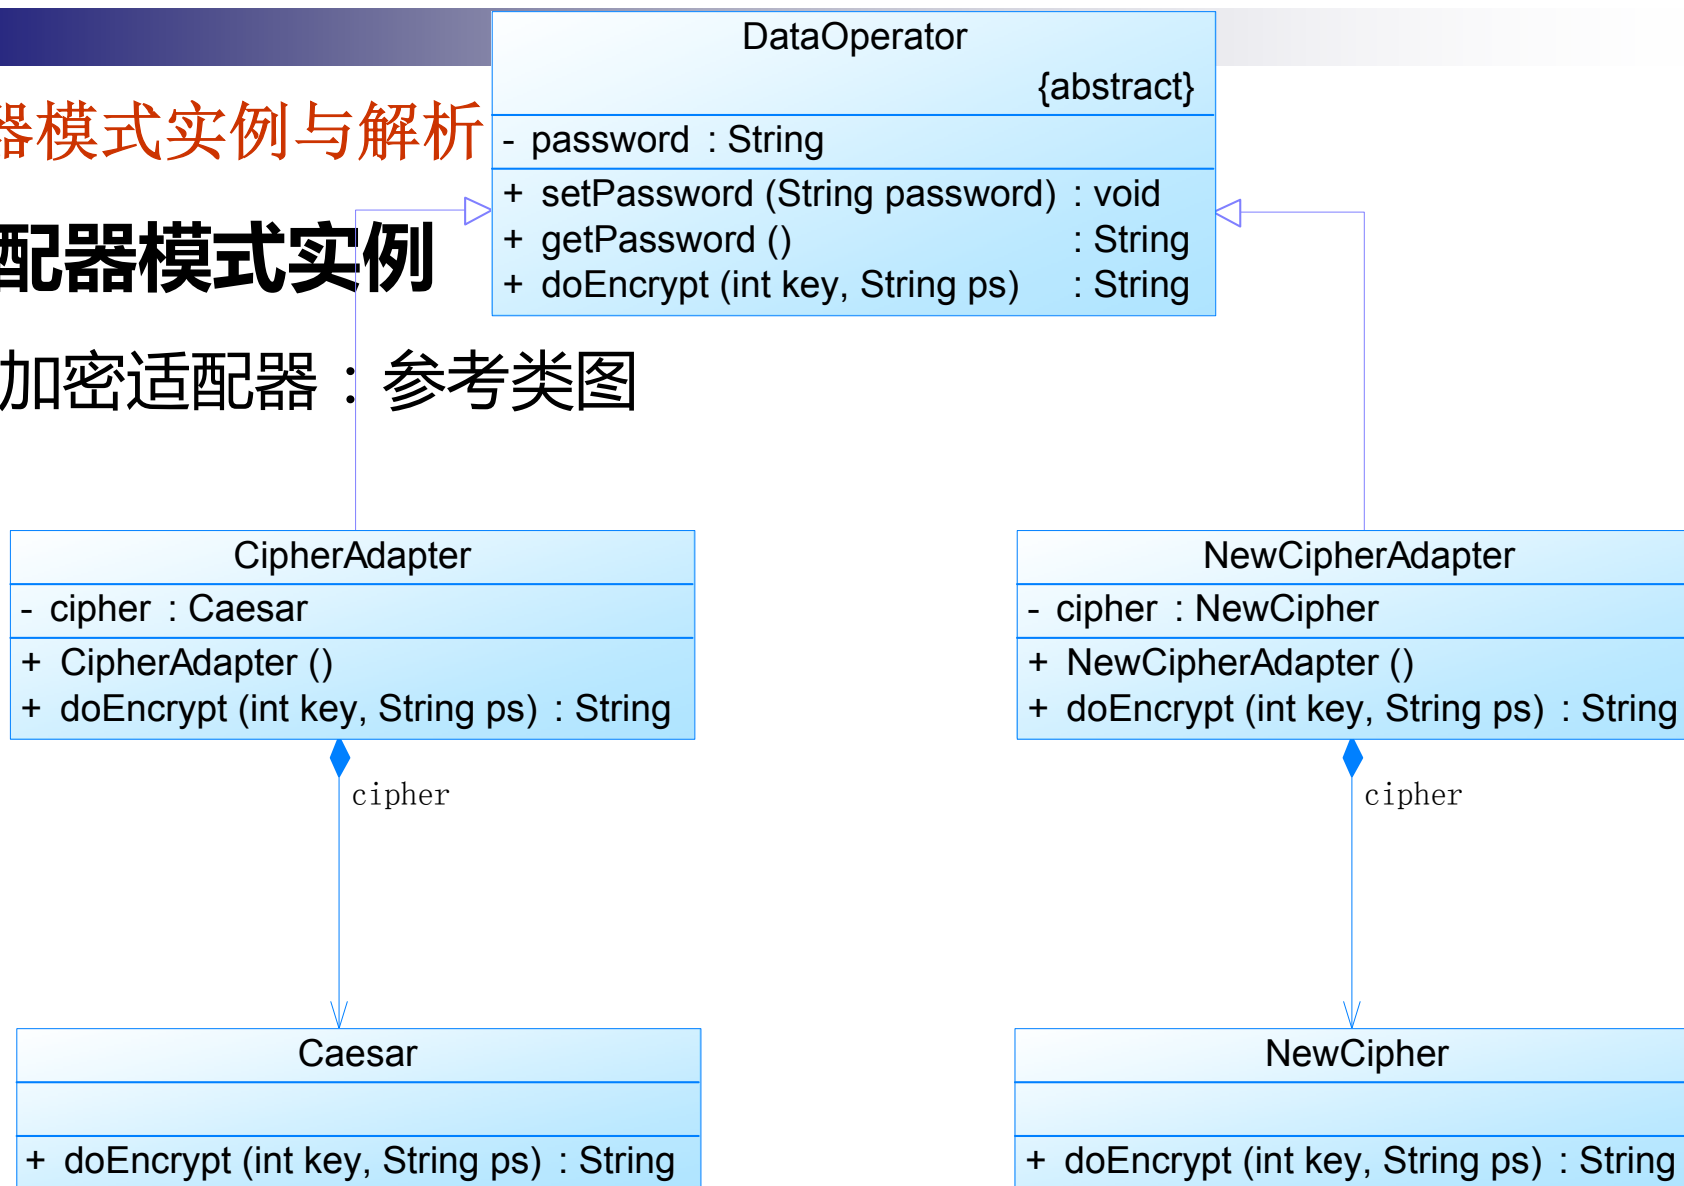 DataOperator
{abstract}
器模式实例与解析
- password : String
+ setPassword (String password) : void
+ getPassword () : String
+ doEncrypt (int key, String ps) : String
配器模式实例
加密适配器：参考类图
CipherAdapter
- cipher : Caesar
+ CipherAdapter ()
+ doEncrypt (int key, String ps) : String
cipher
NewCipherAdapter
- cipher : NewCipher
+ NewCipherAdapter ()
+ doEncrypt (int key, String ps) : String
cipher
Caesar
+ doEncrypt (int key, String ps) : String
NewCipher
+ doEncrypt (int key, String ps) : String